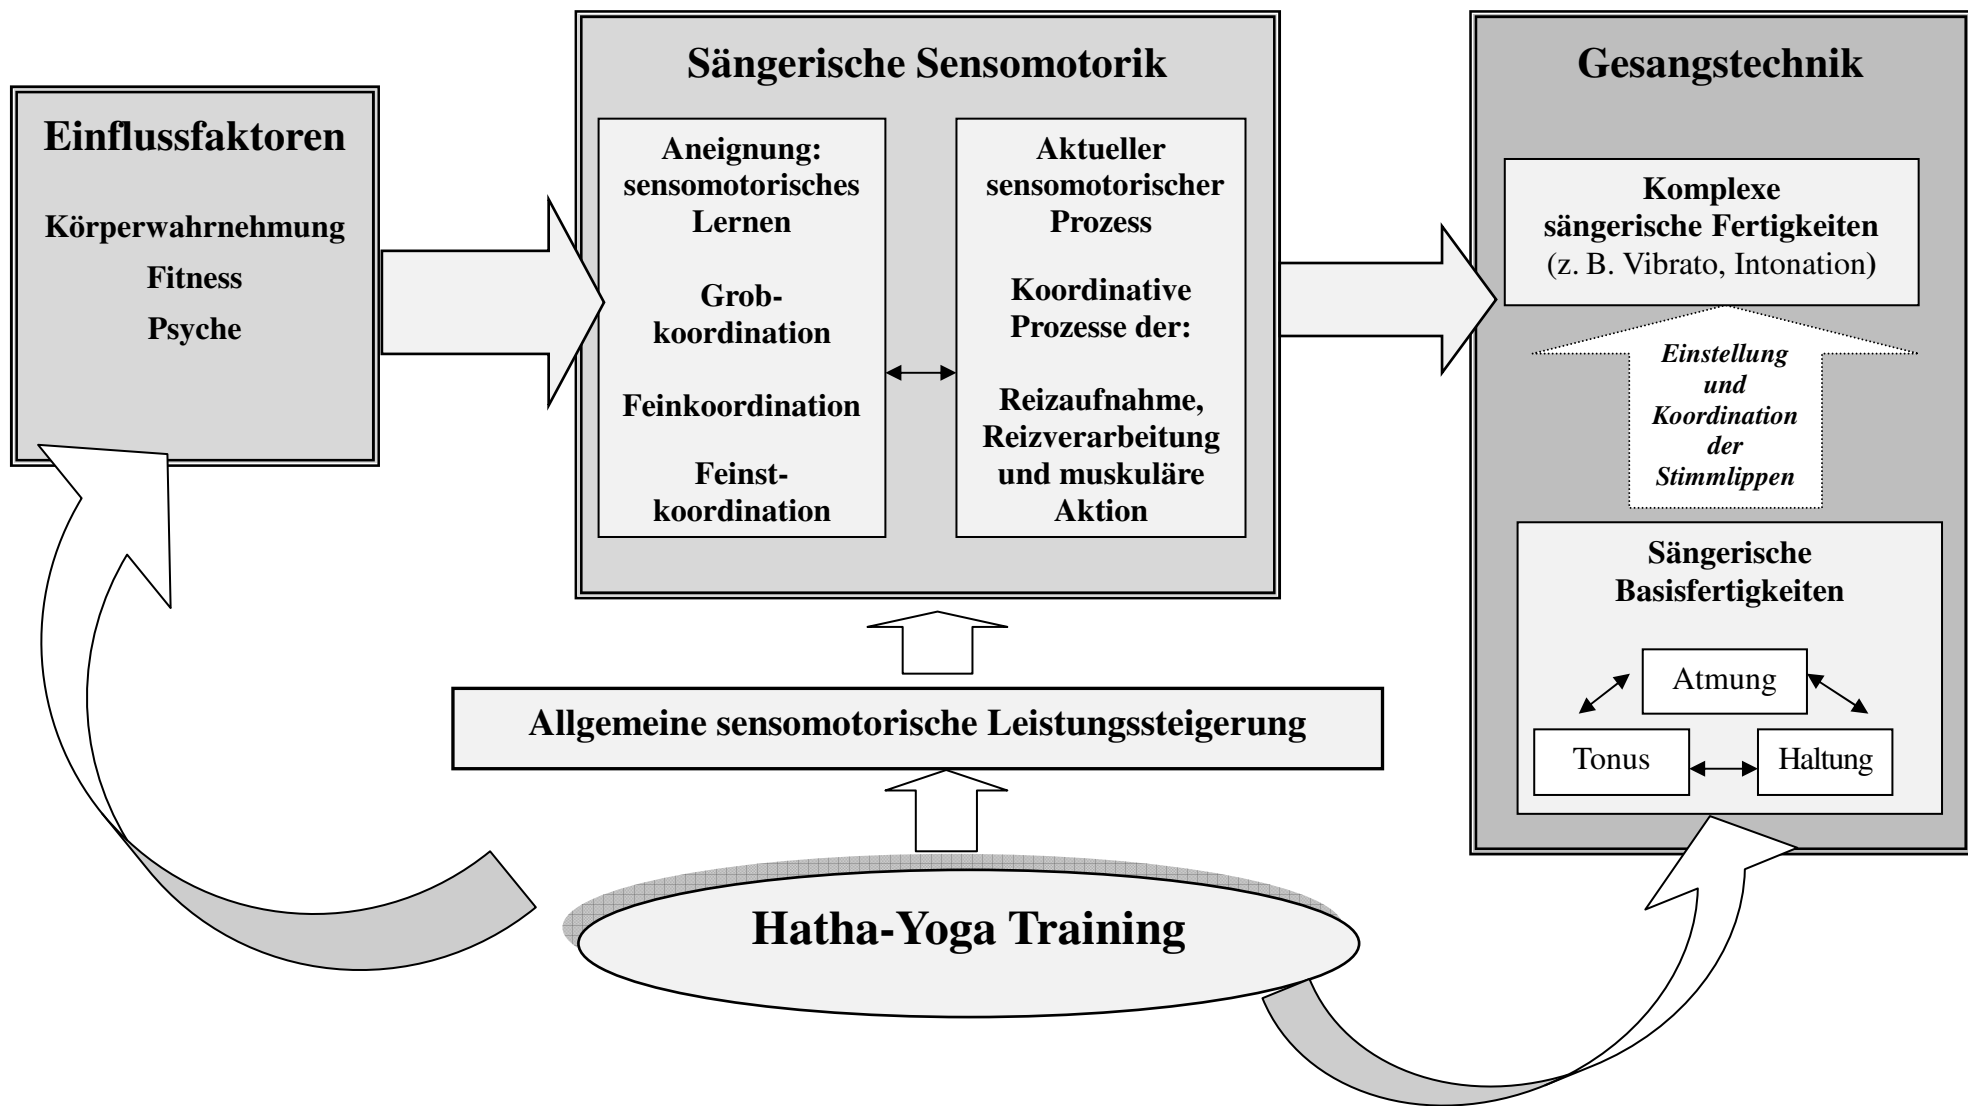 Einflussfaktoren
Körperwahrnehmung
Fitness
Psyche
Sängerische Sensomotorik
Aneignung:
sensomotorisches
Lernen
Grob-
koordination
Feinkoordination
Feinst-
koordination
Aktueller
sensomotorischer
Prozess
Koordinative
Prozesse der:
Reizaufnahme,
Reizverarbeitung
und muskuläre
Aktion
Gesangstechnik
Komplexe
sängerische Fertigkeiten
(z. B. Vibrato, Intonation)
Einstellung
und
Koordination
der
Stimmlippen
Sängerische
Basisfertigkeiten
Atmung
Tonus
Haltung
Allgemeine sensomotorische Leistungssteigerung
Hatha-Yoga Training